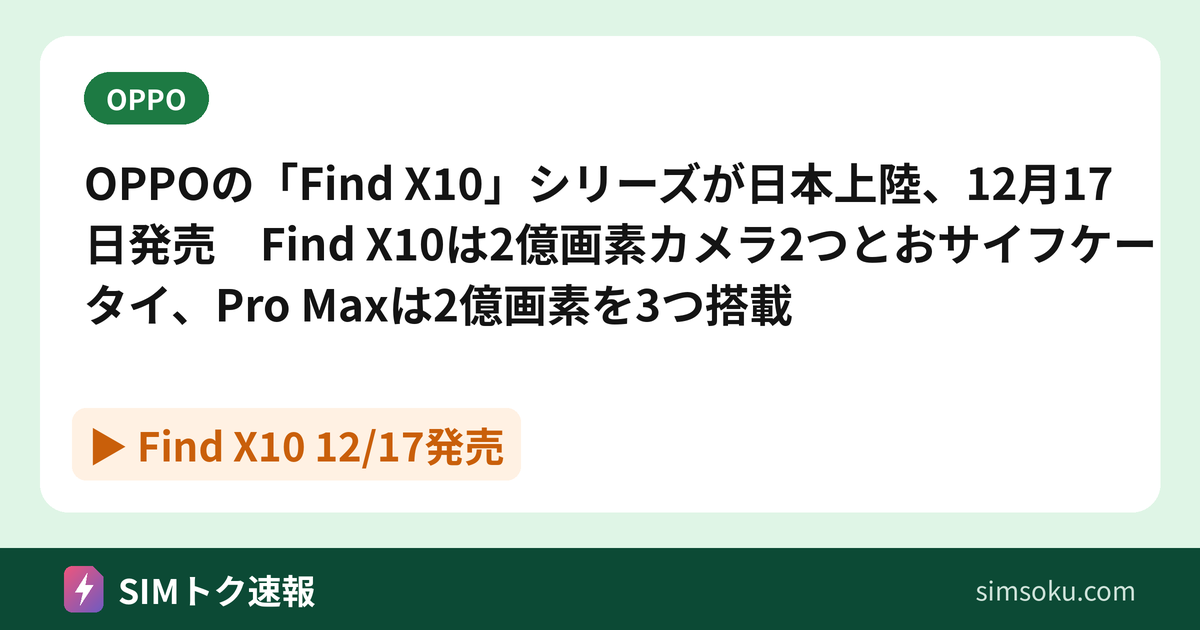 OPPO
OPPOの「Find X10」シリーズが日本上陸、12月17
日発売　Find X10は2億画素カメラ2つとおサイフケー
タイ、Pro Maxは2億画素を3つ搭載
▶ Find X10 12/17発売
SIMトク速報
simsoku.com